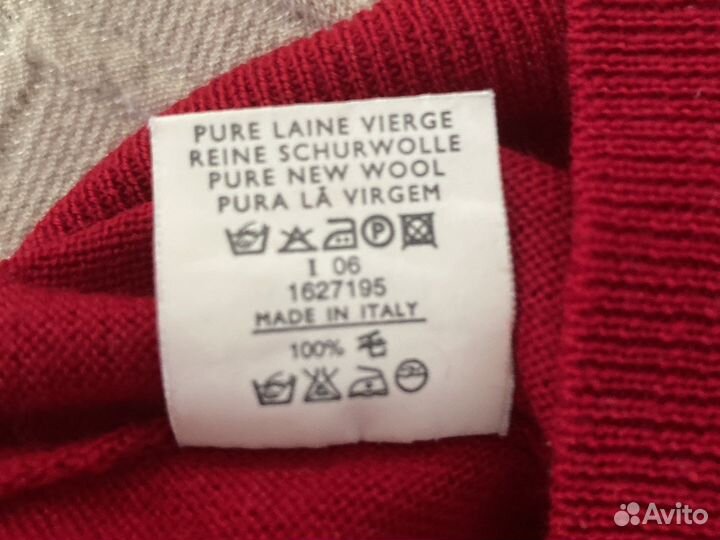 PURE LAINE VIERGE
REINE SCHURWOLLE
PURE NEW WOOL
PURA LÃ VIRGEM
P
I 06
1627195
MADE IN ITALY
100% 毛
Avito